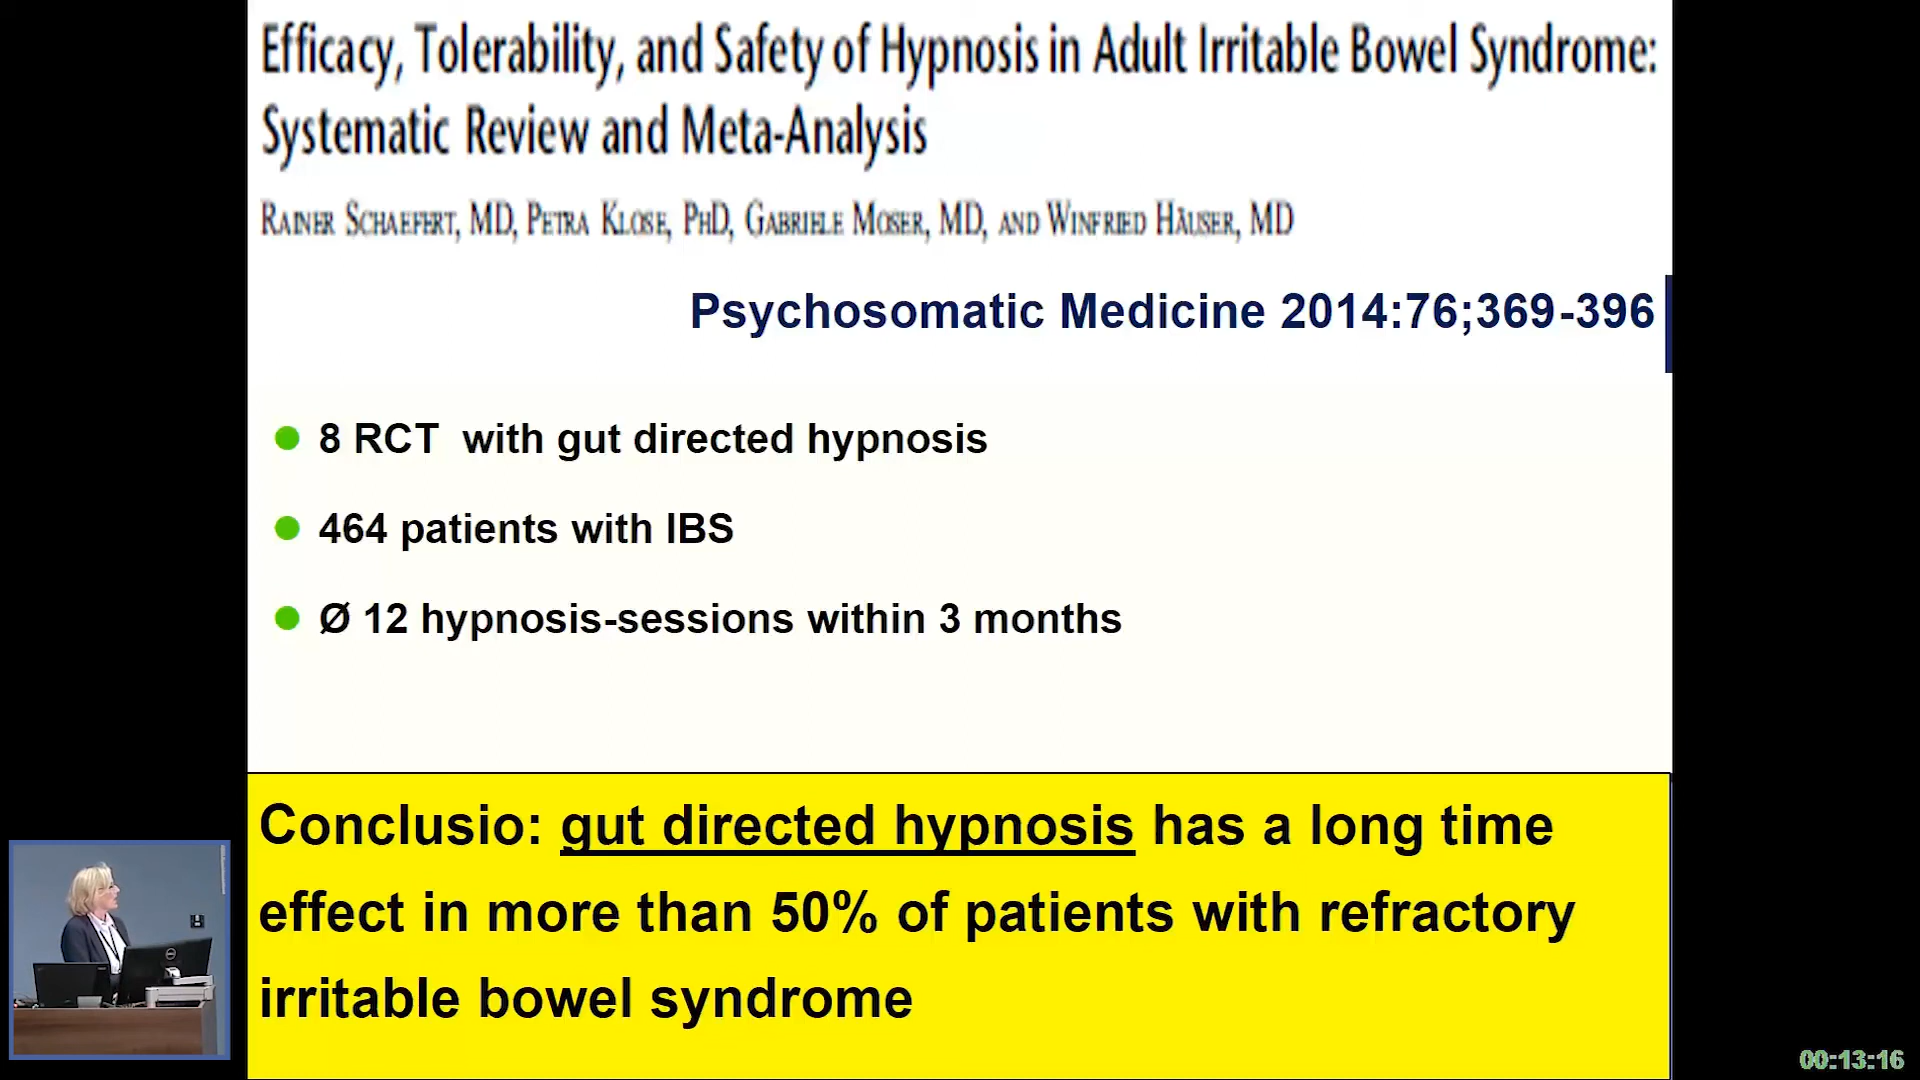 Efficacy, Tolerability, and Safety of Hypnosis in Adult Irritable Bowel Syndrome:
Systematic Review and Meta-Analysis
RAINER SCHAEFERT, MD, PETRA KLOSE, PHD, GABRIELE MOSER, MD, AND WINFRIED HÄUSER, MD
Psychosomatic Medicine 2014:76;369-396
8 RCT with gut directed hypnosis
464 patients with IBS
Ø 12 hypnosis-sessions within 3 months
Conclusio: gut directed hypnosis has a long time
effect in more than 50% of patients with refractory
irritable bowel syndrome
00:13:16